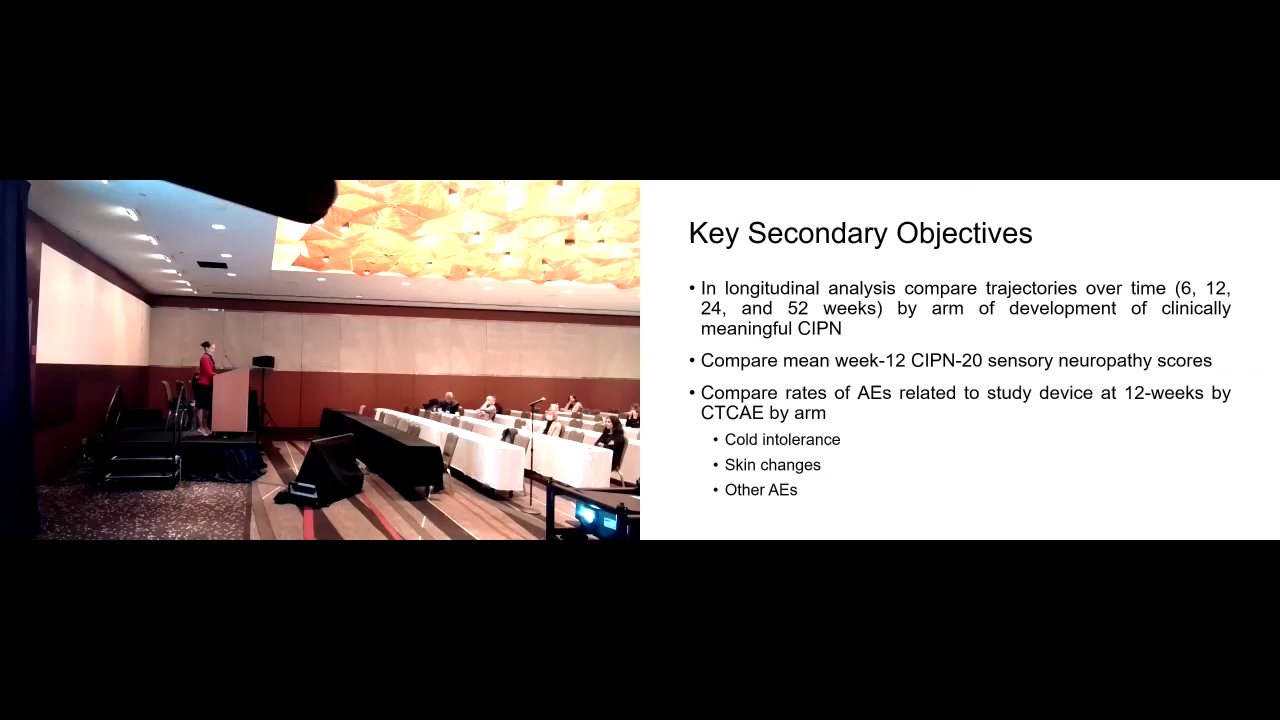 Key Secondary Objectives
• In longitudinal analysis compare trajectories over time (6, 12,
24, and 52 weeks) by arm of development of clinically
meaningful CIPN
• Compare mean week-12 CIPN-20 sensory neuropathy scores
• Compare rates of AEs related to study device at 12-weeks by
CTCAE by arm
• Cold intolerance
• Skin changes
• Other AEs